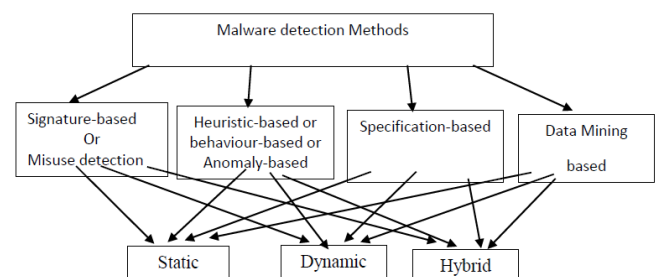 Malware detection Methods
Signature-based
Or
Misuse detection
Heuristic-based or
behaviour-based or
Anomaly-based
Specification-based
Data Mining
based
Static
Dynamic
Hybrid